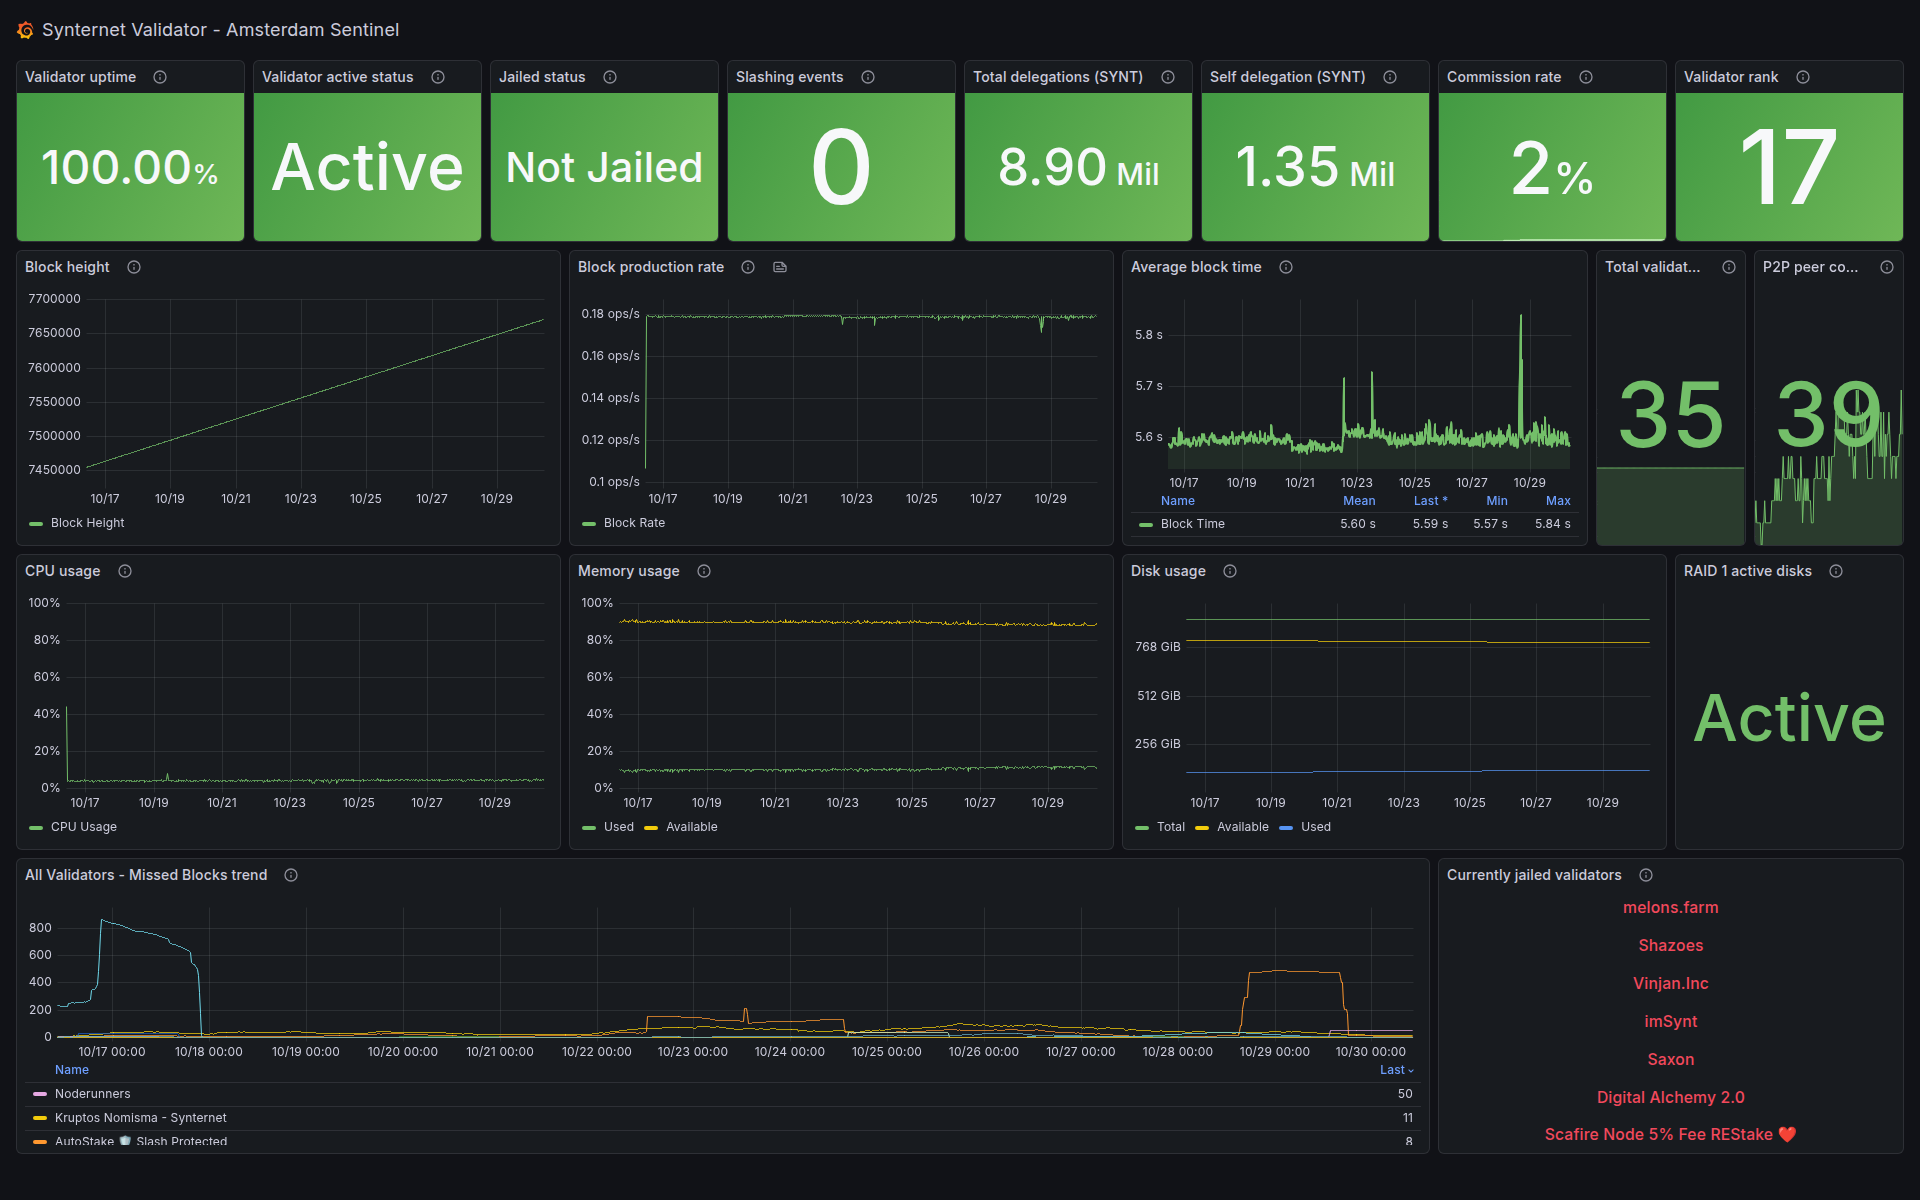 Synternet Validator - Amsterdam Sentinel
Validator uptime
100.00%
Validator active status
Active
Jailed status
Not Jailed
Slashing events
0
Total delegations (SYNT)
8.90 Mil
Self delegation (SYNT)
1.35 Mil
Commission rate
2%
Validator rank
17
Block height
7700000
7650000
7600000
7550000
7500000
7450000
10/17 10/19 10/21 10/23 10/25 10/27 10/29
Block Height
Block production rate
0.18 ops/s
0.16 ops/s
0.14 ops/s
0.12 ops/s
0.1 ops/s
10/17 10/19 10/21 10/23 10/25 10/27 10/29
Block Rate
Average block time
5.8 s
5.7 s
5.6 s
10/17 10/19 10/21 10/23 10/25 10/27 10/29
Name Mean Last * Min Max
Block Time 5.60 s 5.59 s 5.57 s 5.84 s
Total validat...
35
P2P peer co...
39
CPU usage
100%
80%
60%
40%
20%
0%
10/17 10/19 10/21 10/23 10/25 10/27 10/29
CPU Usage
Memory usage
100%
80%
60%
40%
20%
0%
10/17 10/19 10/21 10/23 10/25 10/27 10/29
Used Available
Disk usage
768 GiB
512 GiB
256 GiB
10/17 10/19 10/21 10/23 10/25 10/27 10/29
Total Available Used
RAID 1 active disks
Active
All Validators - Missed Blocks trend
800
600
400
200
0
10/17 00:00 10/18 00:00 10/19 00:00 10/20 00:00 10/21 00:00 10/22 00:00 10/23 00:00 10/24 00:00 10/25 00:00 10/26 00:00 10/27 00:00 10/28 00:00 10/29 00:00 10/30 00:00
Name Last
Noderunners 50
Kruptos Nomisma - Synternet 11
AutoStake 🛡️ Slash Protected 8
Currently jailed validators
melons.farm
Shazoes
Vinjan.Inc
imSynt
Saxon
Digital Alchemy 2.0
Scafire Node 5% Fee REStake ❤️